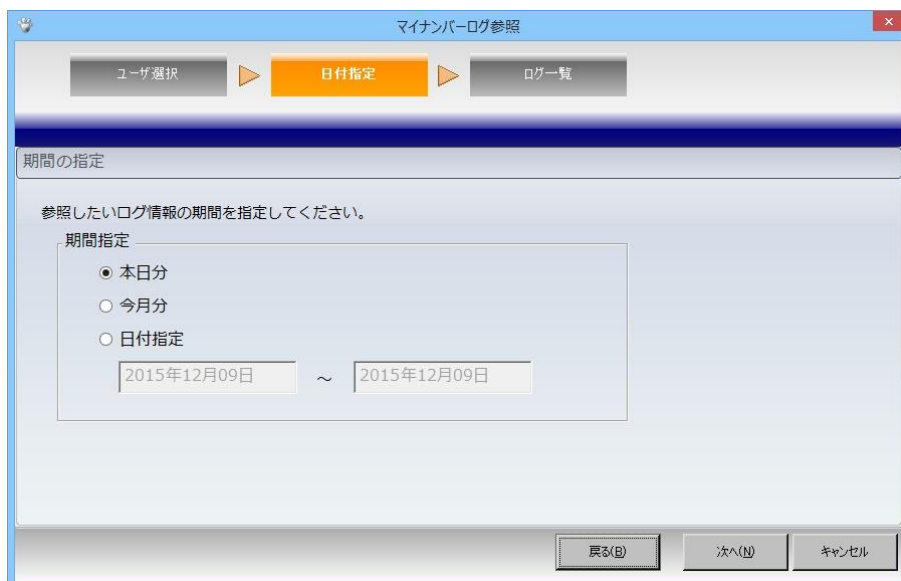 マイナンバーログ参照
ユーザ選択
日付指定
ログ一覧
期間の指定
参照したいログ情報の期間を指定してください。
期間指定
本日分
今月分
日付指定
2015年12月09日 ～ 2015年12月09日
戻る(B) 次へ(N) キャンセル